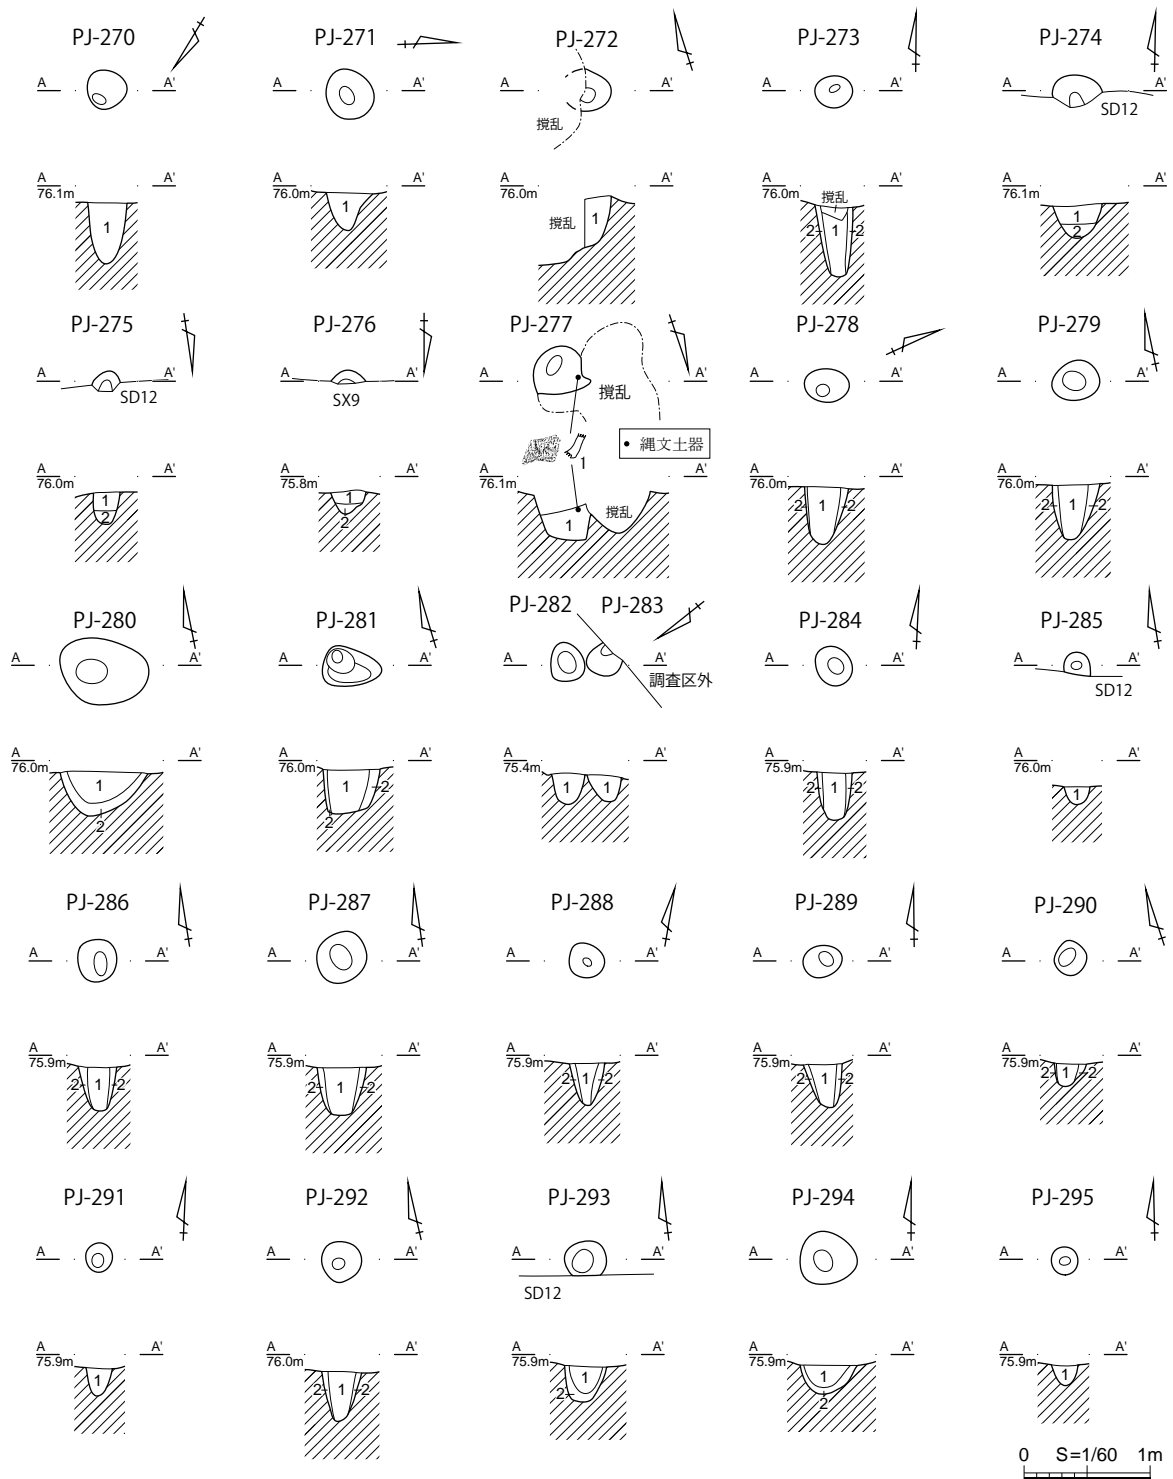 PJ-270 PJ-271 PJ-272 PJ-273 PJ-274
A A' A A' A A' A A' A A'
撹乱 SD12
A A' A A' A A' A A' A A'
76.1m 76.0m 76.0m 76.0m 76.1m
1 1 撹乱 1 撹乱 2 1 2 1 2
PJ-275 PJ-276 PJ-277 PJ-278 PJ-279
A A' A A' A A' A A' A A'
SD12 SX9 撹乱
縄文土器
1
A A' A A' A A' A A' A A'
76.0m 75.8m 76.1m 76.0m 76.0m
1 2 1 2 1 撹乱 2 1 2 2 1 2
PJ-280 PJ-281 PJ-282 PJ-283 PJ-284 PJ-285
A A' A A' A A' A A' A A'
調査区外 SD12
A A' A A' A A' A A' A A'
76.0m 76.0m 75.4m 75.9m 76.0m
1 2 1 2 2 1 1 2 1 2 1
PJ-286 PJ-287 PJ-288 PJ-289 PJ-290
A A' A A' A A' A A' A A'
A A' A A' A A' A A' A A'
75.9m 75.9m 75.9m 75.9m 75.9m
2 1 2 2 1 2 2 1 2 2 1 2 2 1 2
PJ-291 PJ-292 PJ-293 PJ-294 PJ-295
A A' A A' A A' A A' A A'
SD12
A A' A A' A A' A A' A A'
75.9m 76.0m 75.9m 75.9m 75.9m
1 2 1 2 1 2 1 2 1
0 S=1/60 1m